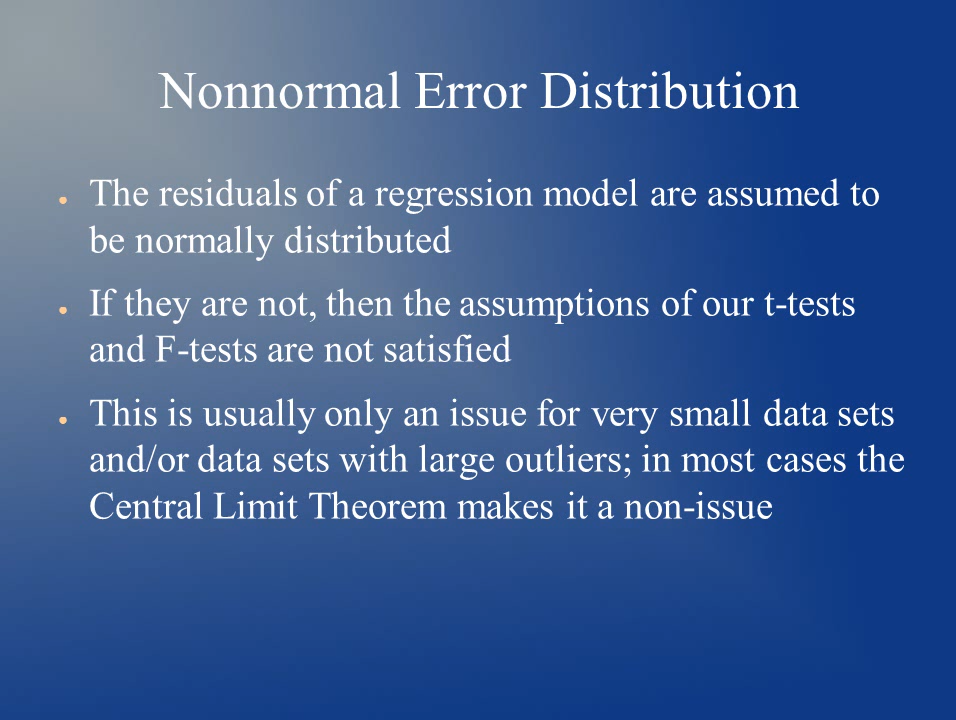 Nonnormal Error Distribution
● The residuals of a regression model are assumed to
be normally distributed
● If they are not, then the assumptions of our t-tests
and F-tests are not satisfied
● This is usually only an issue for very small data sets
and/or data sets with large outliers; in most cases the
Central Limit Theorem makes it a non-issue